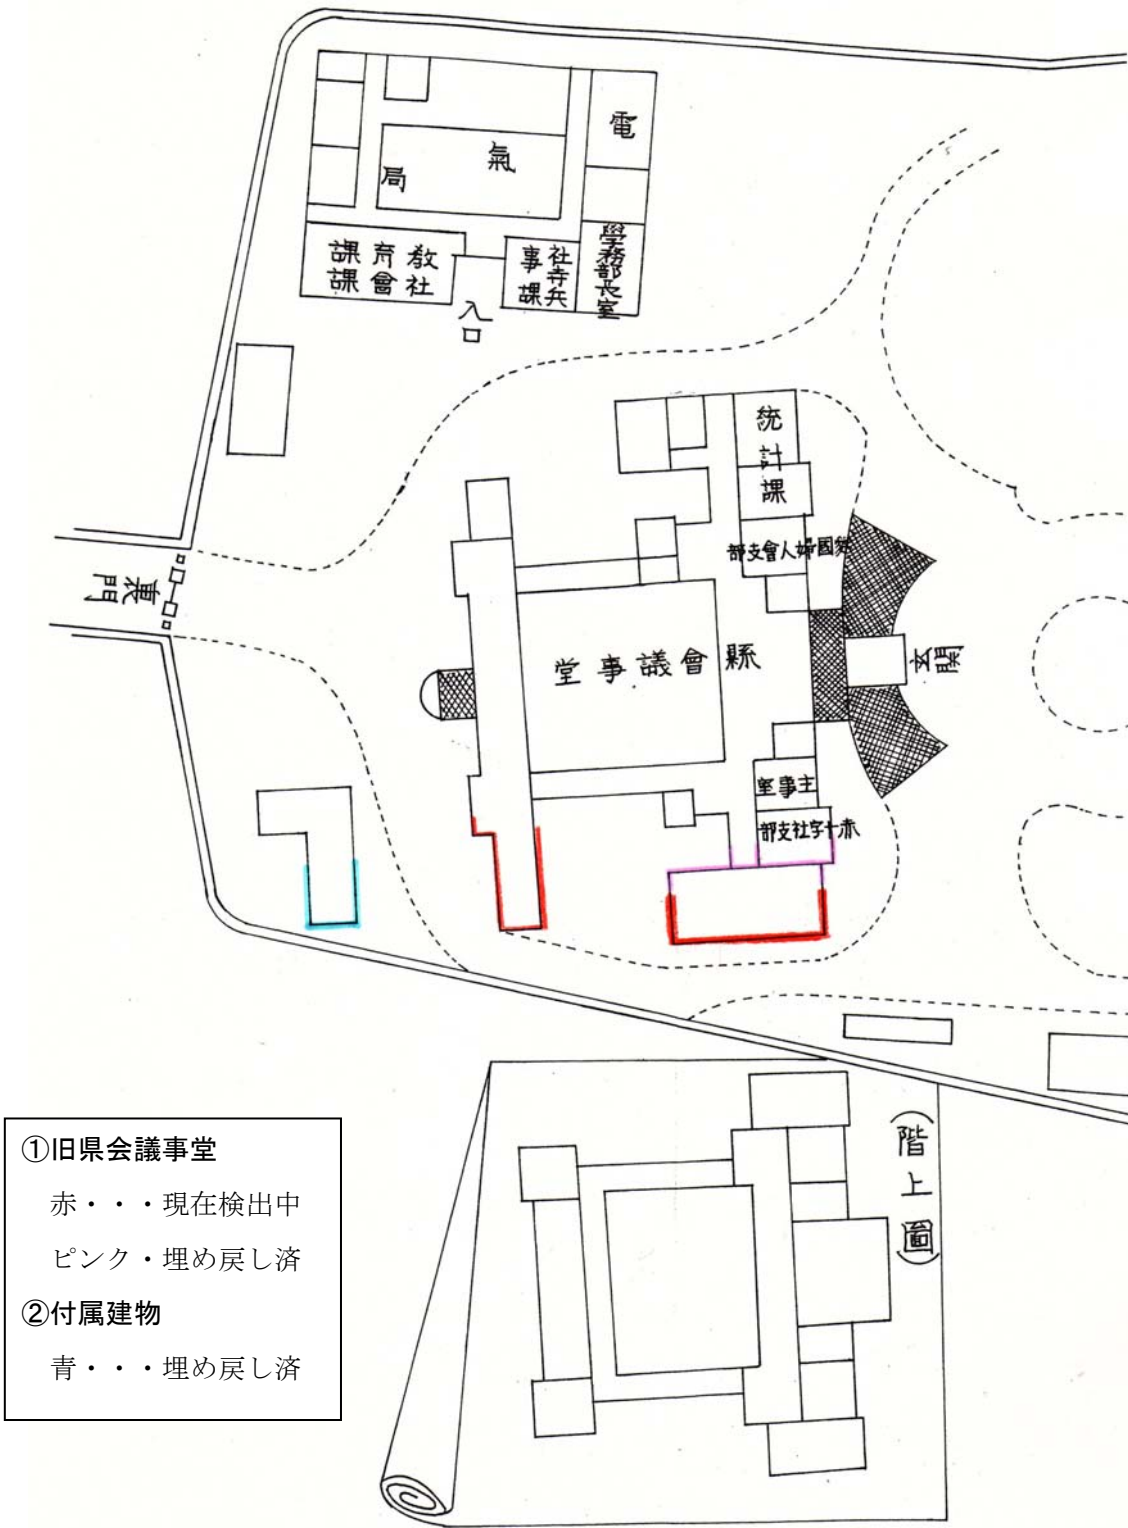 電
氣
局
教育課
社會課
社寺兵
事課
學務部長室
入口
統計課
愛國婦人會支部
縣會議事堂
玄関
裏門
主事室
赤十字社支部
(階上圖)
①旧県会議事堂
赤・・・現在検出中
ピンク・埋め戻し済
②付属建物
青・・・埋め戻し済